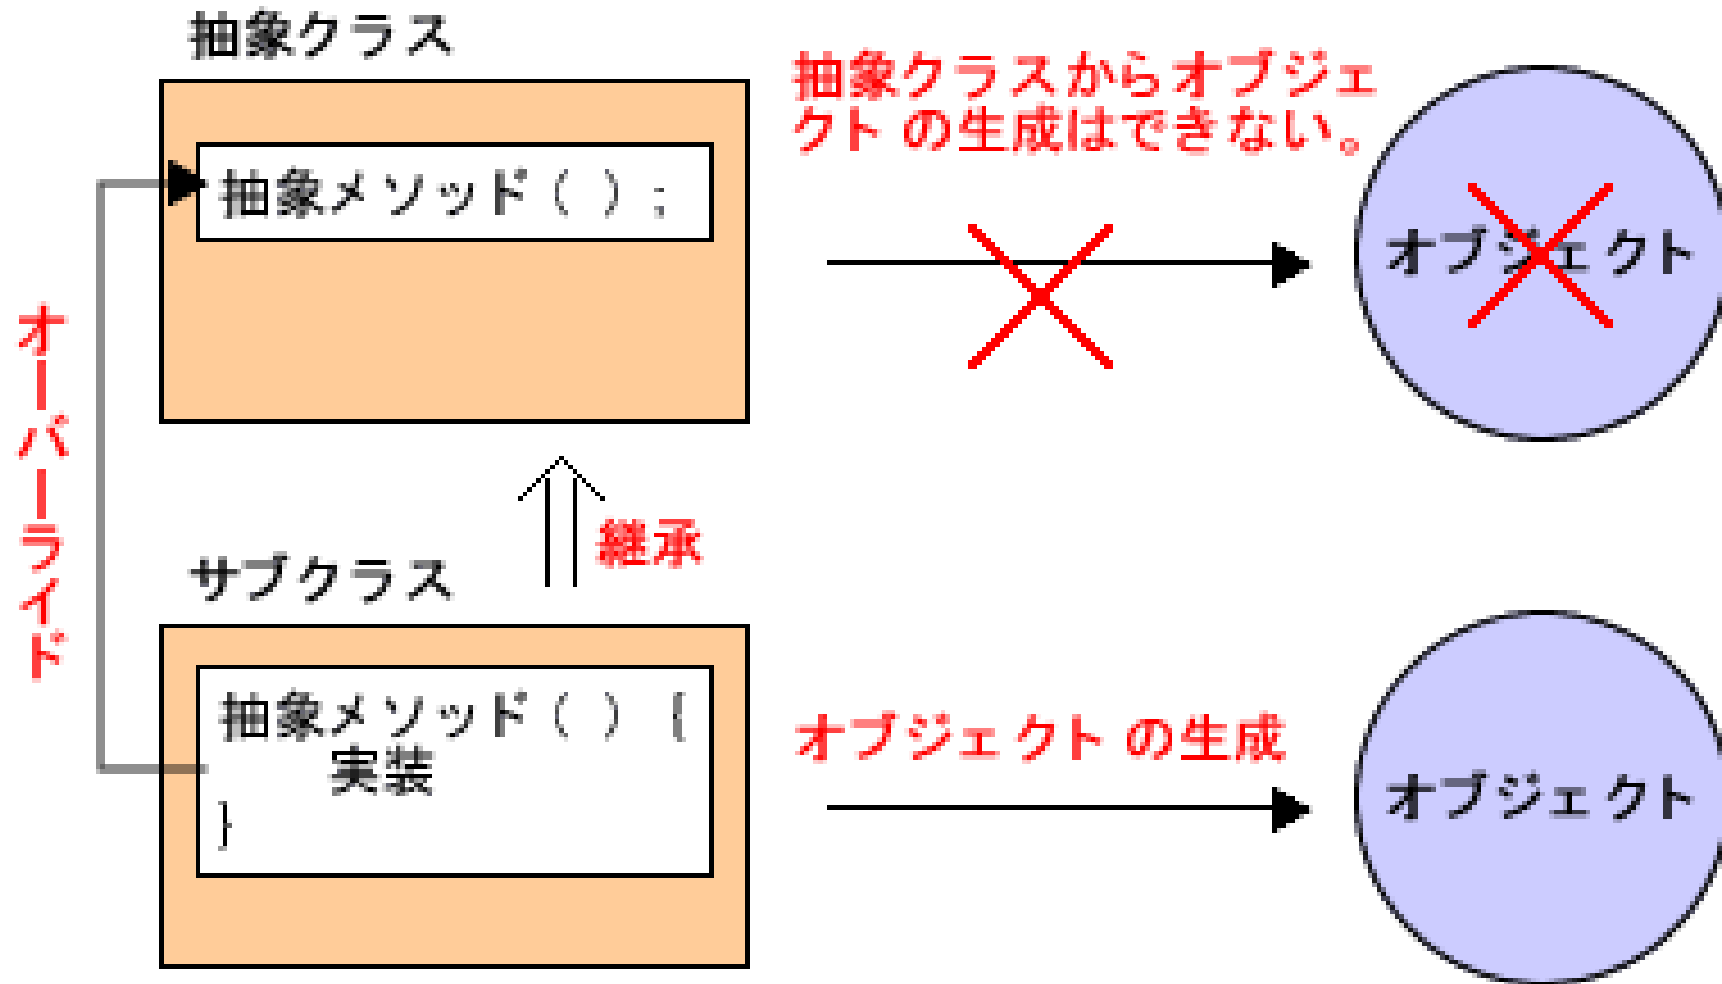 抽象クラス
抽象クラスからオブジェ
クトの生成はできない。
抽象メソッド（ ）；
オブジェクト
オーバーライド
継承
サブクラス
抽象メソッド（ ）｛
実装
｝
オブジェクトの生成
オブジェクト